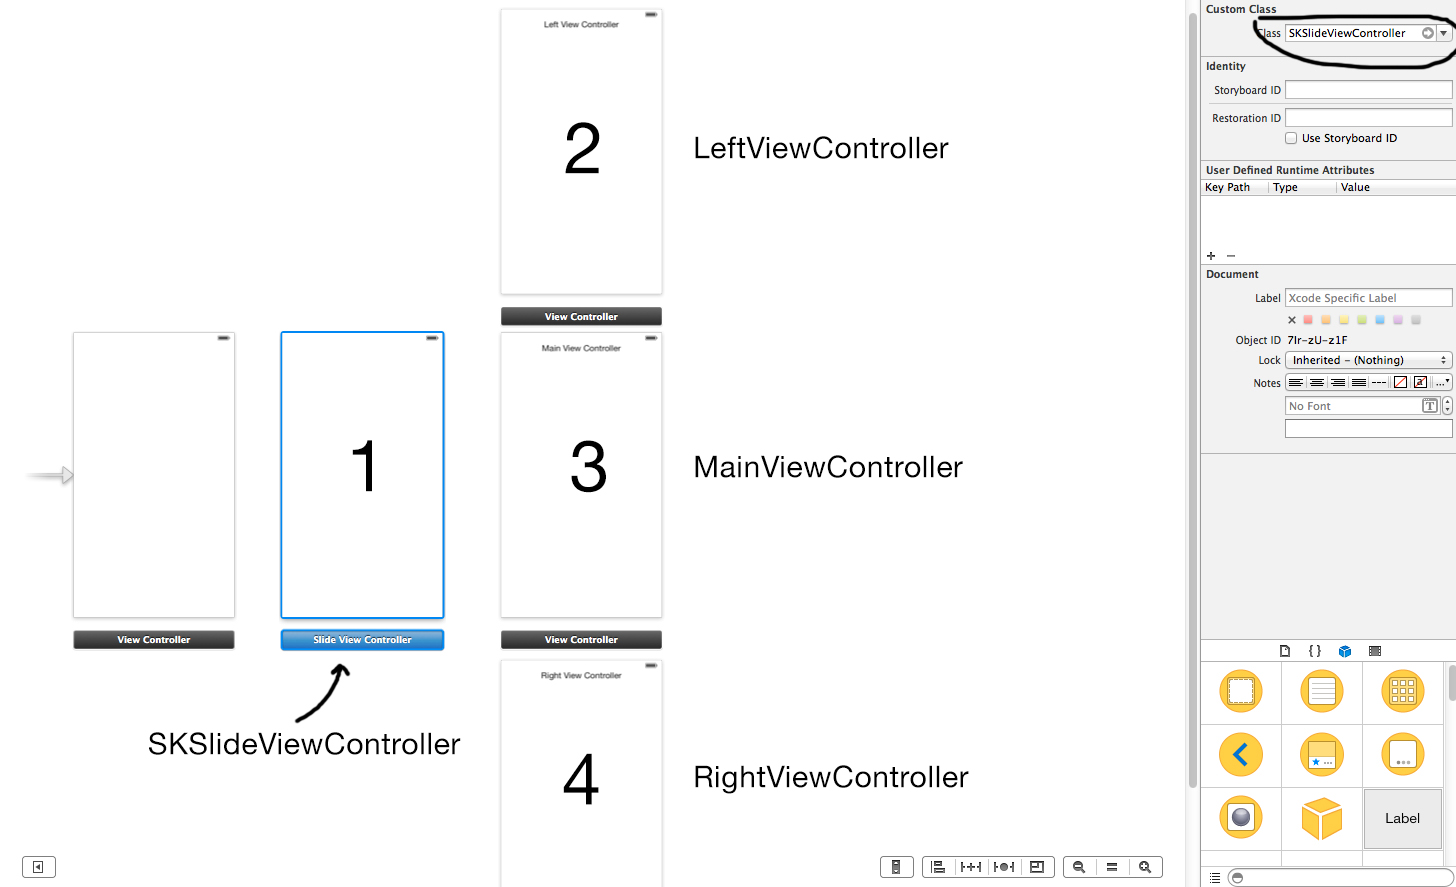 Left View Controller
2
LeftViewController
View Controller
Main View Controller
1
3
MainViewController
View Controller
Slide View Controller
View Controller
Right View Controller
SKSlideViewController
4
RightViewController
Custom Class
Class SKSlideViewController
Identity
Storyboard ID
Restoration ID
Use Storyboard ID
User Defined Runtime Attributes
Key Path Type Value
+ −
Document
Label Xcode Specific Label
Object ID 7Ir-zU-z1F
Lock Inherited – (Nothing)
Notes
No Font T
{ }
Label